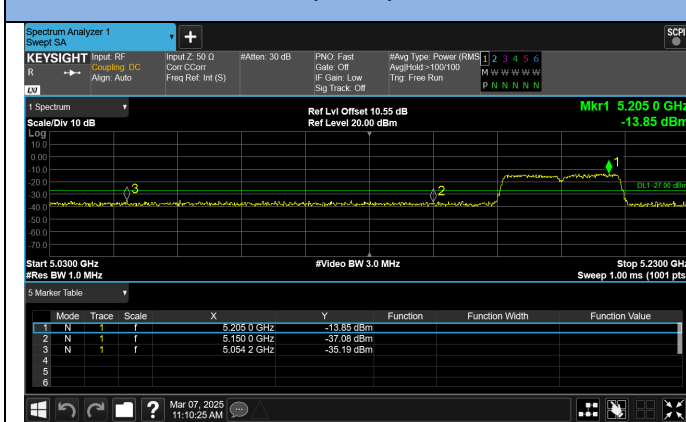 Spectrum Analyzer 1
Swept SA
+
SCPI
KEYSIGHT Input: RF Input Z: 50 Ω #Atten: 30 dB PNO: Fast #Avg Type: Power (RMS 1 2 3 4 5 6
R Coupling: DC Corr CCorr Gate: Off Avg|Hold:>100/100 M W W W W W
Align: Auto Freq Ref: Int (S) IF Gain: Low Trig: Free Run
LXI Sig Track: Off P N N N N N
1 Spectrum Ref Lvl Offset 10.55 dB Mkr1 5.205 0 GHz
Scale/Div 10 dB Ref Level 20.00 dBm -13.85 dBm
Log
10.0
0.00
-10.0
-20.0
-30.0
-40.0
-50.0
-60.0
-70.0
1
2
3
DL1 -27.00 dBm
Start 5.0300 GHz #Video BW 3.0 MHz Stop 5.2300 GHz
#Res BW 1.0 MHz Sweep 1.00 ms (1001 pts
5 Marker Table
Mode Trace Scale X Y Function Function Width Function Value
1 N 1 f 5.205 0 GHz -13.85 dBm
2 N 1 f 5.150 0 GHz -37.08 dBm
3 N 1 f 5.054 2 GHz -35.19 dBm
4
5
6
? Mar 07, 2025
11:10:25 AM